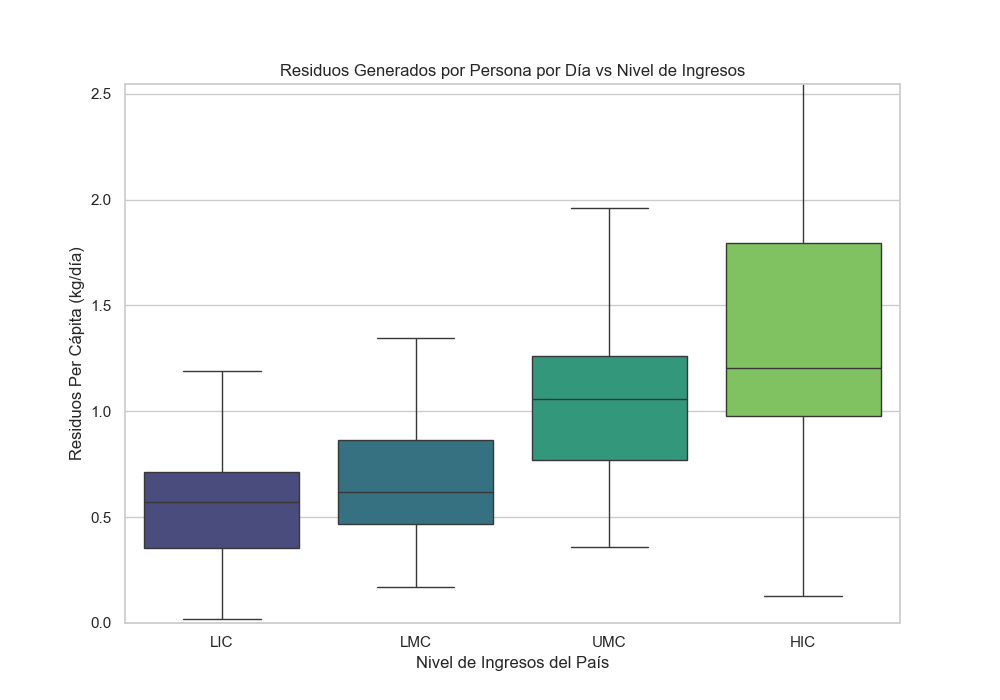 Residuos Generados por Persona por Día vs Nivel de Ingresos
Residuos Per Cápita (kg/día)
2.5
2.0
1.5
1.0
0.5
0.0
LIC LMC UMC HIC
Nivel de Ingresos del País